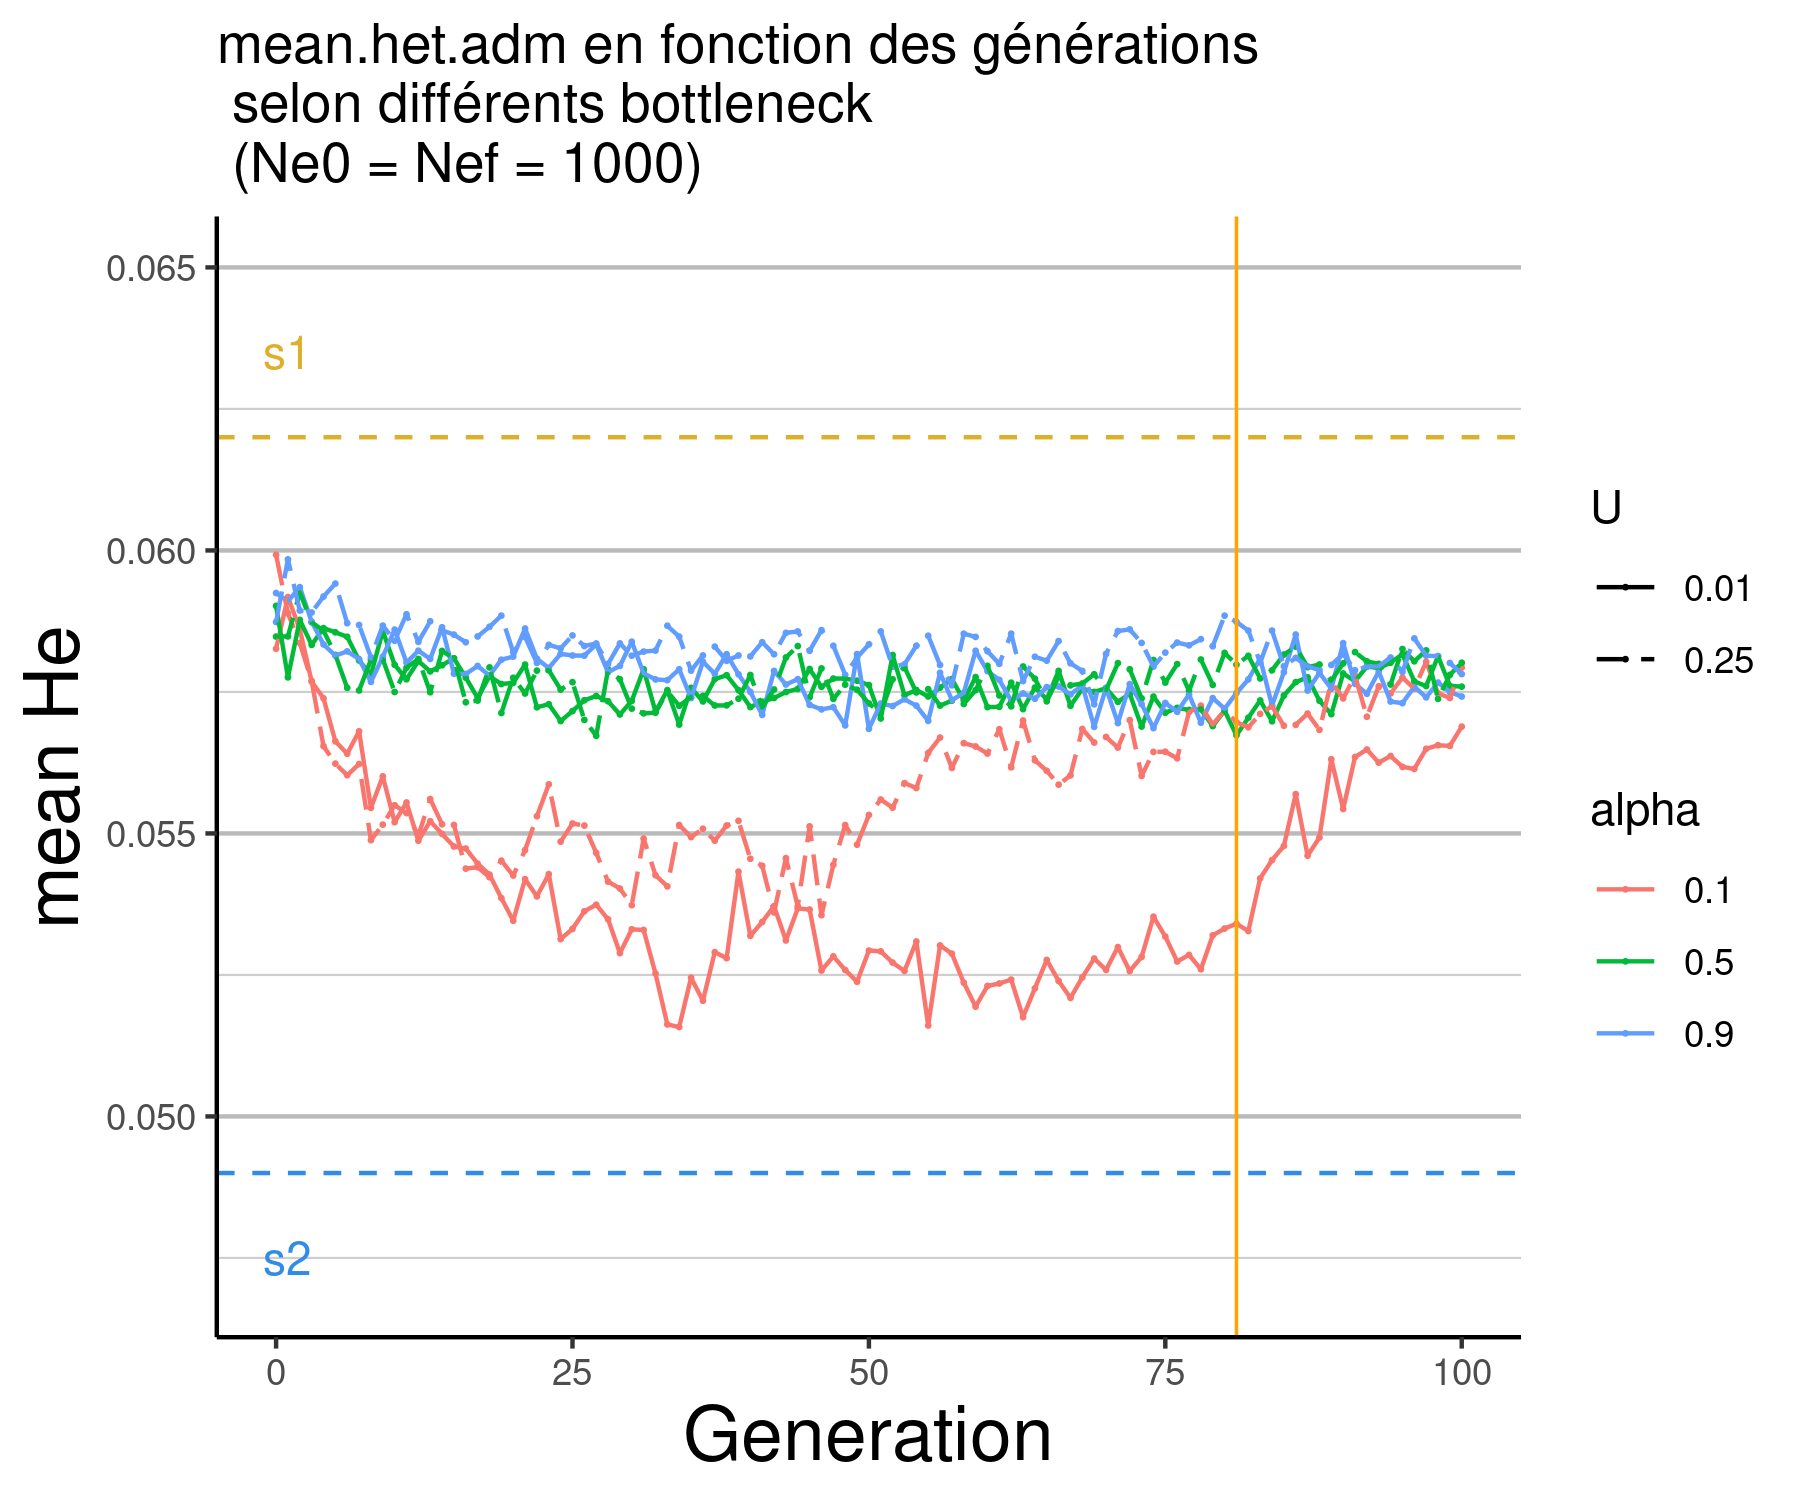 mean.het.adm en fonction des générations
selon différents bottleneck
(Ne0 = Nef = 1000)
mean He
0.065
0.060
0.055
0.050
s1
s2
0
25
50
75
100
Generation
U
0.01
0.25
alpha
0.1
0.5
0.9